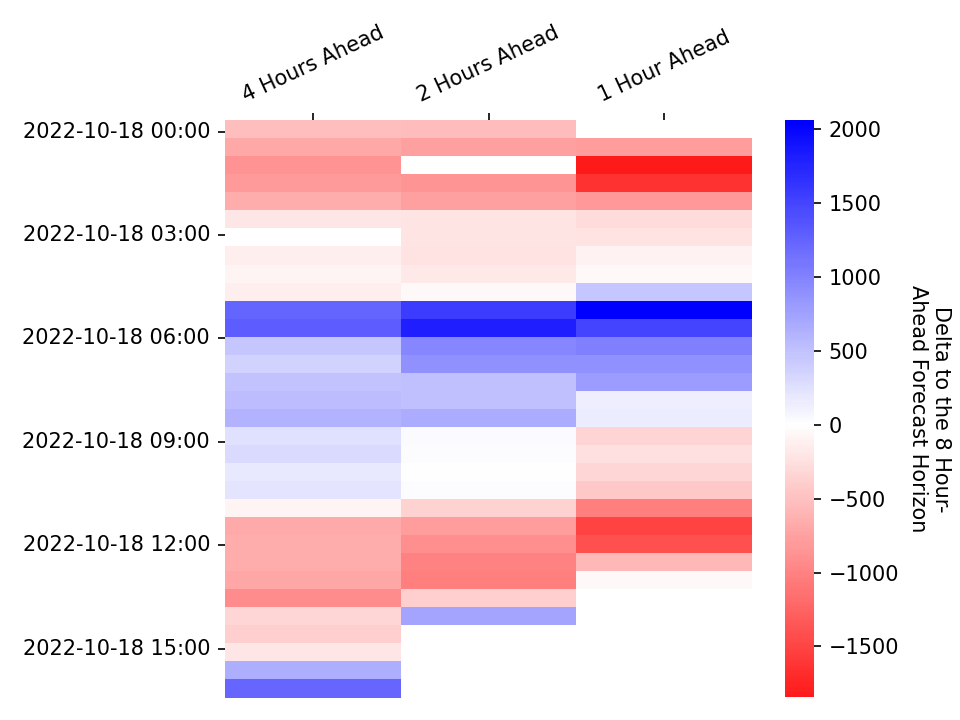 4 Hours Ahead
2 Hours Ahead
1 Hour Ahead
2022-10-18 00:00
2022-10-18 03:00
2022-10-18 06:00
2022-10-18 09:00
2022-10-18 12:00
2022-10-18 15:00
2000
1500
1000
500
0
−500
−1000
−1500
Delta to the 8 Hour-
Ahead Forecast Horizon